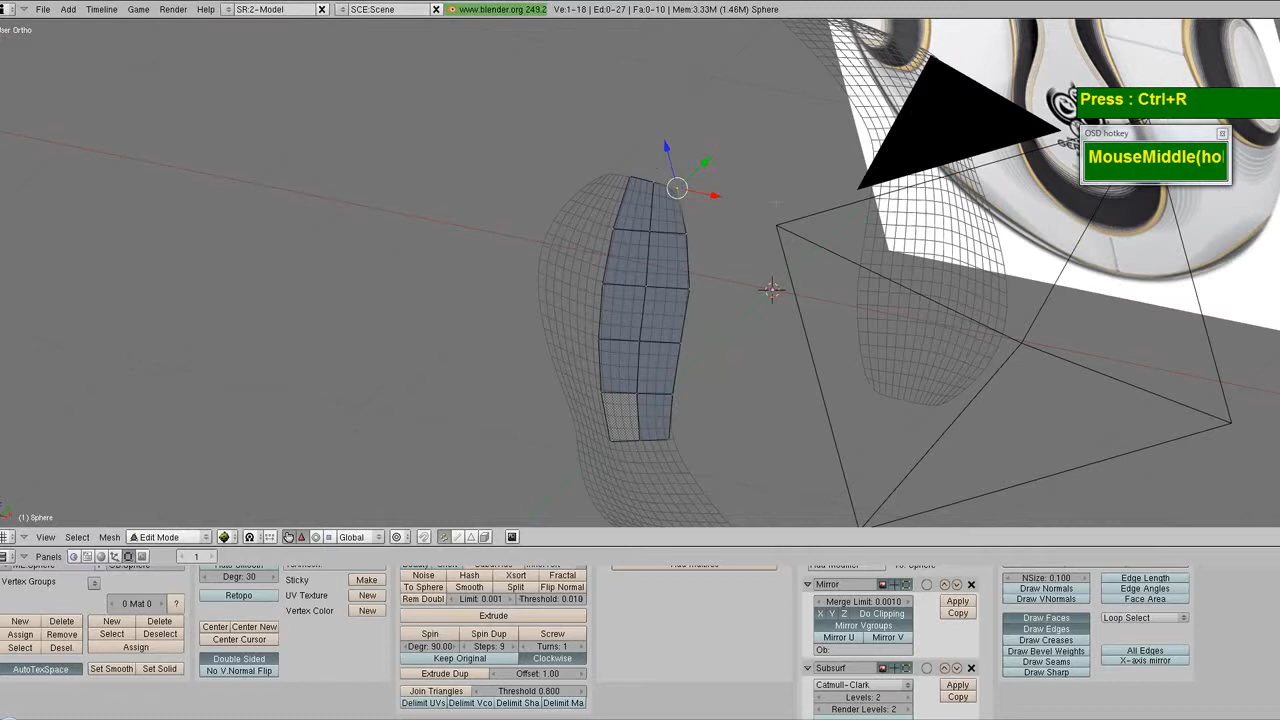 File Add Timeline Game Render Help SR:2-Model SCE:Scene www.blender.org 249.2 Ve:1-18 | Ed:0-27 | Fa:0-10 | Mem:3.33M (1.46M) Sphere
User Ortho
Press : Ctrl+R
OSD hotkey
MouseMiddle(ho
(1) Sphere
View Select Mesh Edit Mode Global
Panels 1
Vertex Groups
0 Mat 0 ?
New Delete
Assign Remove
Select Desel.
AutoTexSpace
New Delete
Select Deselect
Assign
Set Smooth Set Solid
Degr: 30
Retopo
Center Center New
Center Cursor
Double Sided
No V.Normal Flip
Sticky Make
UV Texture New
Vertex Color New
Noise Hash Xsort Fractal
To Sphere Smooth Split Flip Normal
Rem Doubl Limit: 0.001 Threshold: 0.010
Extrude
Spin Spin Dup Screw
Degr: 90.00 Steps: 9 Turns: 1
Keep Original Clockwise
Extrude Dup Offset: 1.00
Join Triangles Threshold 0.800
Delimit UVs Delimit Vco Delimit Sha Delimit Ma
Mirror
Merge Limit: 0.0010 Apply
X Y Z Do Clipping Copy
Mirror Vgroups
Mirror U Mirror V
Ob:
Subsurf
Catmull-Clark Apply
Levels: 2 Copy
Render Levels: 2
NSize: 0.100
Draw Normals
Draw VNormals
Draw Faces
Draw Edges
Draw Creases
Draw Bevel Weights
Draw Seams
Draw Sharp
Edge Length
Edge Angles
Face Area
Loop Select
All Edges
X-axis mirror